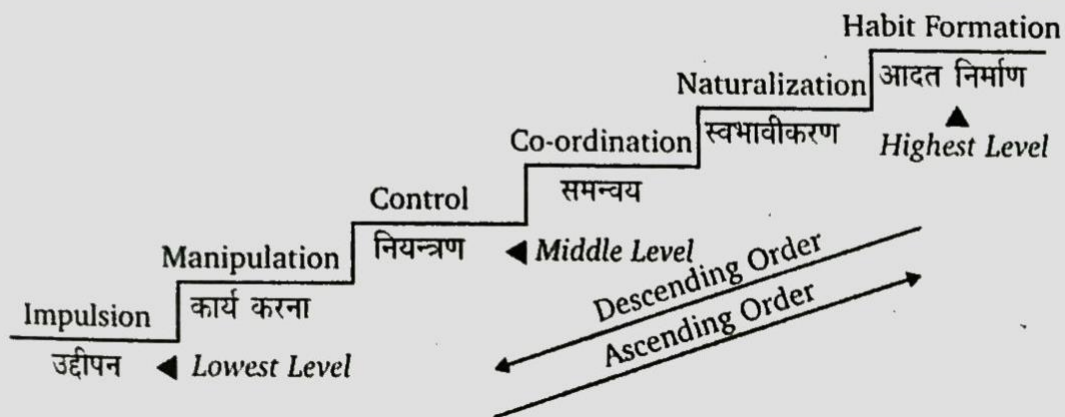 Habit Formation
आदत निर्माण
Highest Level
Naturalization
स्वभावीकरण
Co-ordination
समन्वय
Control
नियन्त्रण
Middle Level
Manipulation
कार्य करना
Impulsion
उद्दीपन
Lowest Level
Descending Order
Ascending Order